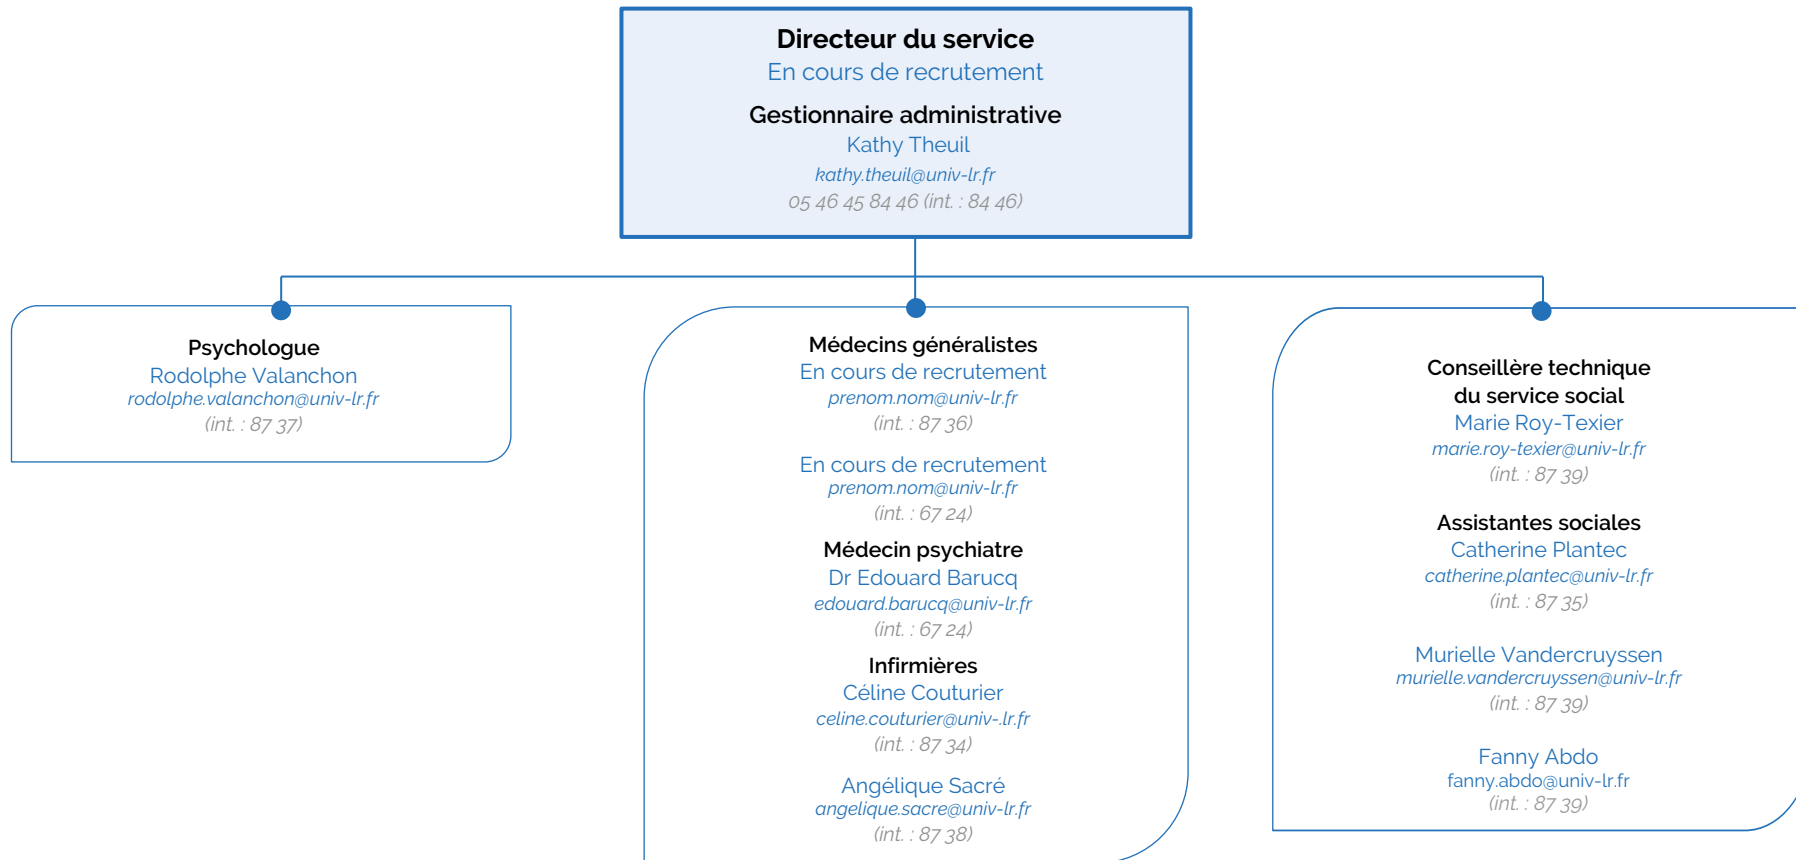 Directeur du service
En cours de recrutement
Gestionnaire administrative
Kathy Theuil
kathy.theuil@univ-lr.fr
05 46 45 84 46 (int. : 84 46)
Psychologue
Rodolphe Valanchon
rodolphe.valanchon@univ-lr.fr
(int. : 87 37)
Médecins généralistes
En cours de recrutement
prenom.nom@univ-lr.fr
(int. : 87 36)
En cours de recrutement
prenom.nom@univ-lr.fr
(int. : 67 24)
Médecin psychiatre
Dr Edouard Barucq
edouard.barucq@univ-lr.fr
(int. : 67 24)
Infirmières
Céline Couturier
celine.couturier@univ-.lr.fr
(int. : 87 34)
Angélique Sacré
angelique.sacre@univ-lr.fr
(int. : 87 38)
Conseillère technique
du service social
Marie Roy-Texier
marie.roy-texier@univ-lr.fr
(int. : 87 39)
Assistantes sociales
Catherine Plantec
catherine.plantec@univ-lr.fr
(int. : 87 35)
Murielle Vandercruyssen
murielle.vandercruyssen@univ-lr.fr
(int. : 87 39)
Fanny Abdo
fanny.abdo@univ-lr.fr
(int. : 87 39)